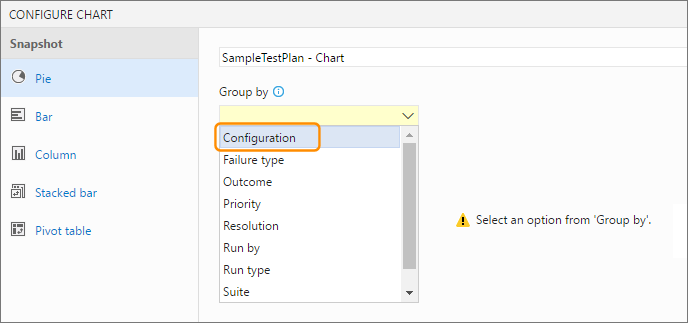 CONFIGURE CHART
Snapshot
Pie
Bar
Column
Stacked bar
Pivot table
SampleTestPlan - Chart
Group by
Configuration
Failure type
Outcome
Priority
Resolution
Run by
Run type
Suite
Select an option from 'Group by'.